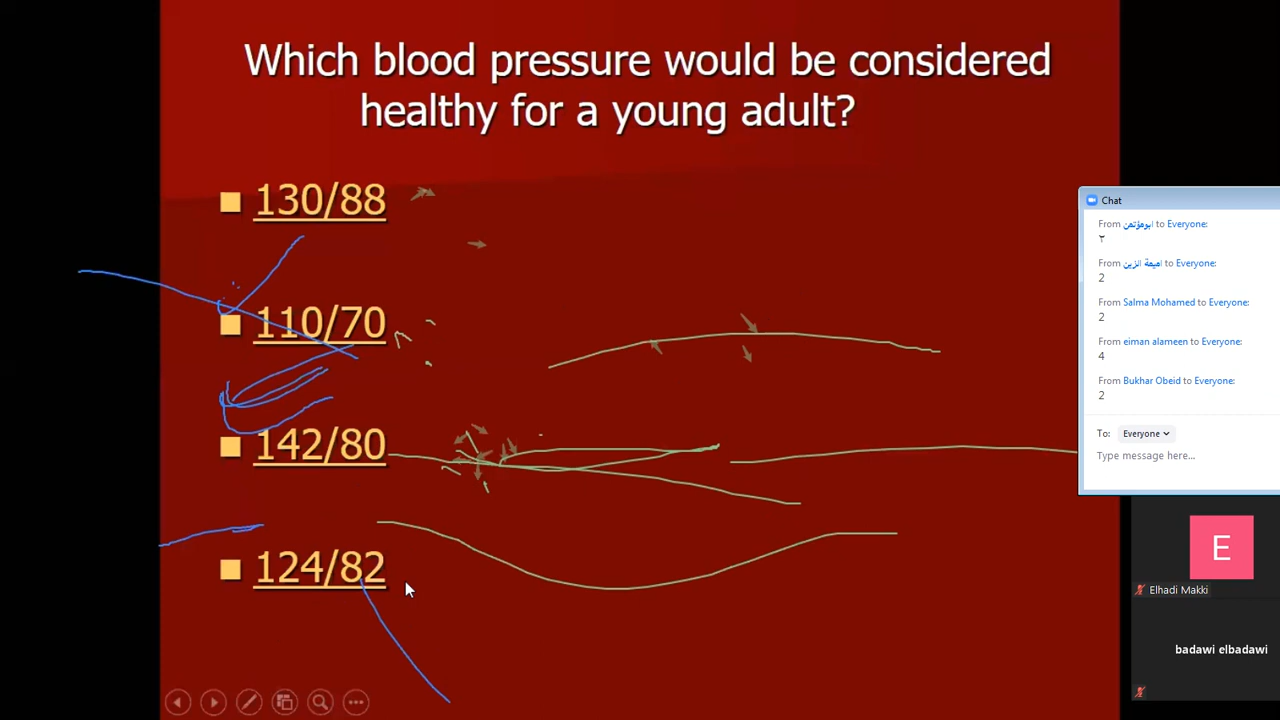 Which blood pressure would be considered
healthy for a young adult?
130/88
110/70
142/80
124/82
Chat
From ابومؤتمن to Everyone:
٢
From اميمة الزين to Everyone:
2
From Salma Mohamed to Everyone:
2
From eiman alameen to Everyone:
4
From Bukhar Obeid to Everyone:
2
To: Everyone
Type message here...
E
Elhadi Makki
badawi elbadawi